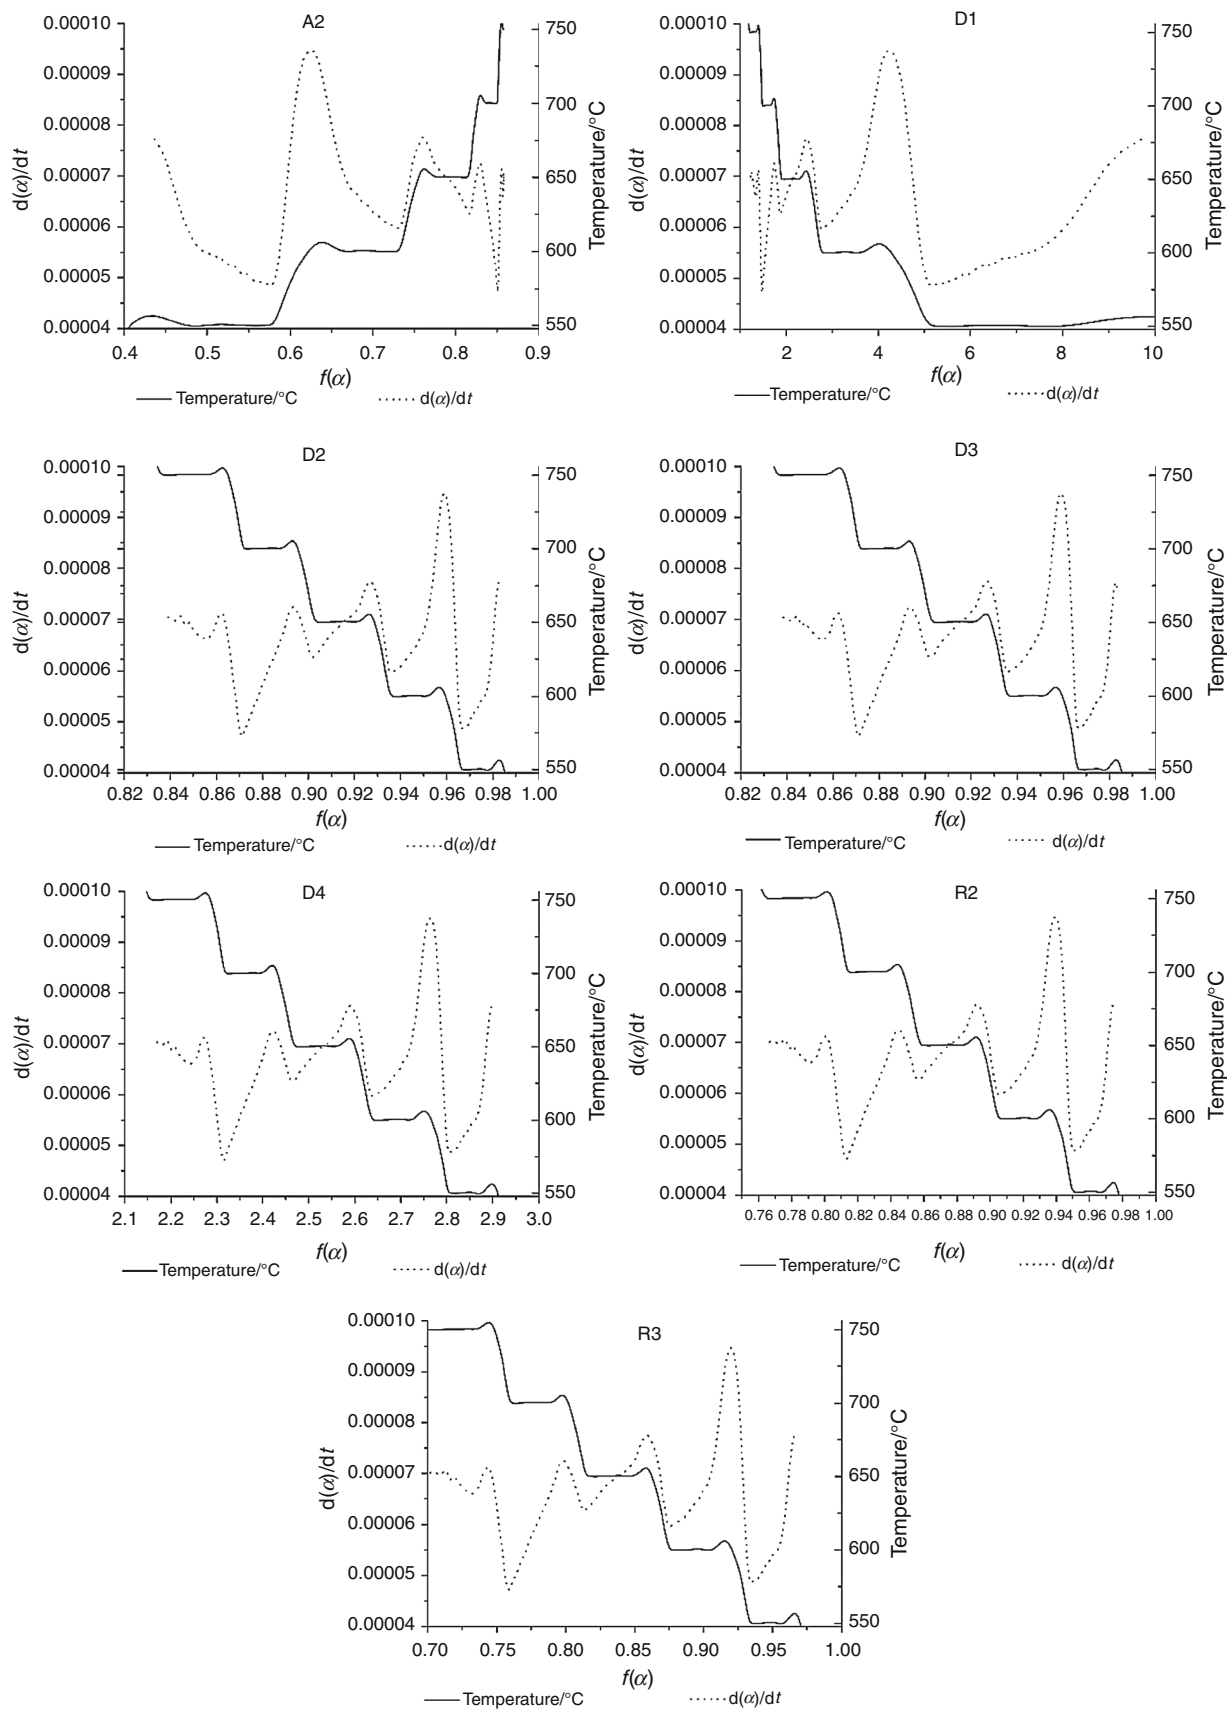 A2
d(α)/dt
0.00010
0.00009
0.00008
0.00007
0.00006
0.00005
0.00004
750
700
650
600
550
Temperature/°C
0.4 0.5 0.6 0.7 0.8 0.9
f(α)
Temperature/°C d(α)/dt
D1
d(α)/dt
0.00010
0.00009
0.00008
0.00007
0.00006
0.00005
0.00004
750
700
650
600
550
Temperature/°C
2 4 6 8 10
f(α)
Temperature/°C d(α)/dt
D2
d(α)/dt
0.00010
0.00009
0.00008
0.00007
0.00006
0.00005
0.00004
750
700
650
600
550
Temperature/°C
0.82 0.84 0.86 0.88 0.90 0.92 0.94 0.96 0.98 1.00
f(α)
Temperature/°C d(α)/dt
D3
d(α)/dt
0.00010
0.00009
0.00008
0.00007
0.00006
0.00005
0.00004
750
700
650
600
550
Temperature/°C
0.82 0.84 0.86 0.88 0.90 0.92 0.94 0.96 0.98 1.00
f(α)
Temperature/°C d(α)/dt
D4
d(α)/dt
0.00010
0.00009
0.00008
0.00007
0.00006
0.00005
0.00004
750
700
650
600
550
Temperature/°C
2.1 2.2 2.3 2.4 2.5 2.6 2.7 2.8 2.9 3.0
f(α)
Temperature/°C d(α)/dt
R2
d(α)/dt
0.00010
0.00009
0.00008
0.00007
0.00006
0.00005
0.00004
750
700
650
600
550
Temperature/°C
0.76 0.78 0.80 0.82 0.84 0.86 0.88 0.90 0.92 0.94 0.96 0.98 1.00
f(α)
Temperature/°C d(α)/dt
R3
d(α)/dt
0.00010
0.00009
0.00008
0.00007
0.00006
0.00005
0.00004
750
700
650
600
550
Temperature/°C
0.70 0.75 0.80 0.85 0.90 0.95 1.00
f(α)
Temperature/°C d(α)/dt